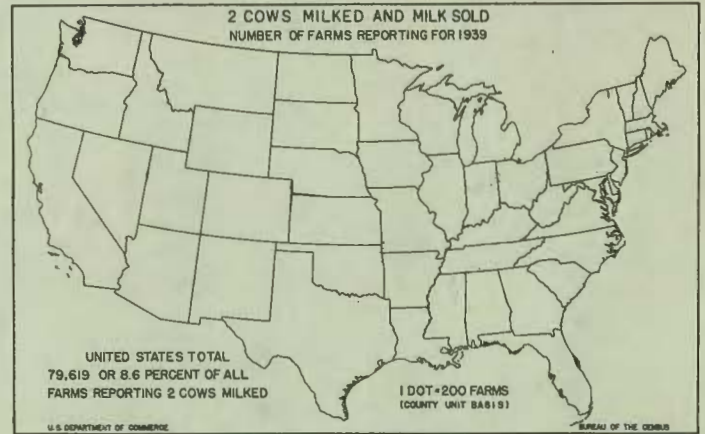 2 COWS MILKED AND MILK SOLD
NUMBER OF FARMS REPORTING FOR 1939
UNITED STATES TOTAL
79,619 OR 8.6 PERCENT OF ALL
FARMS REPORTING 2 COWS MILKED
1 DOT=200 FARMS
(COUNTY UNIT BASIS)
U.S. DEPARTMENT OF COMMERCE
BUREAU OF THE CENSUS